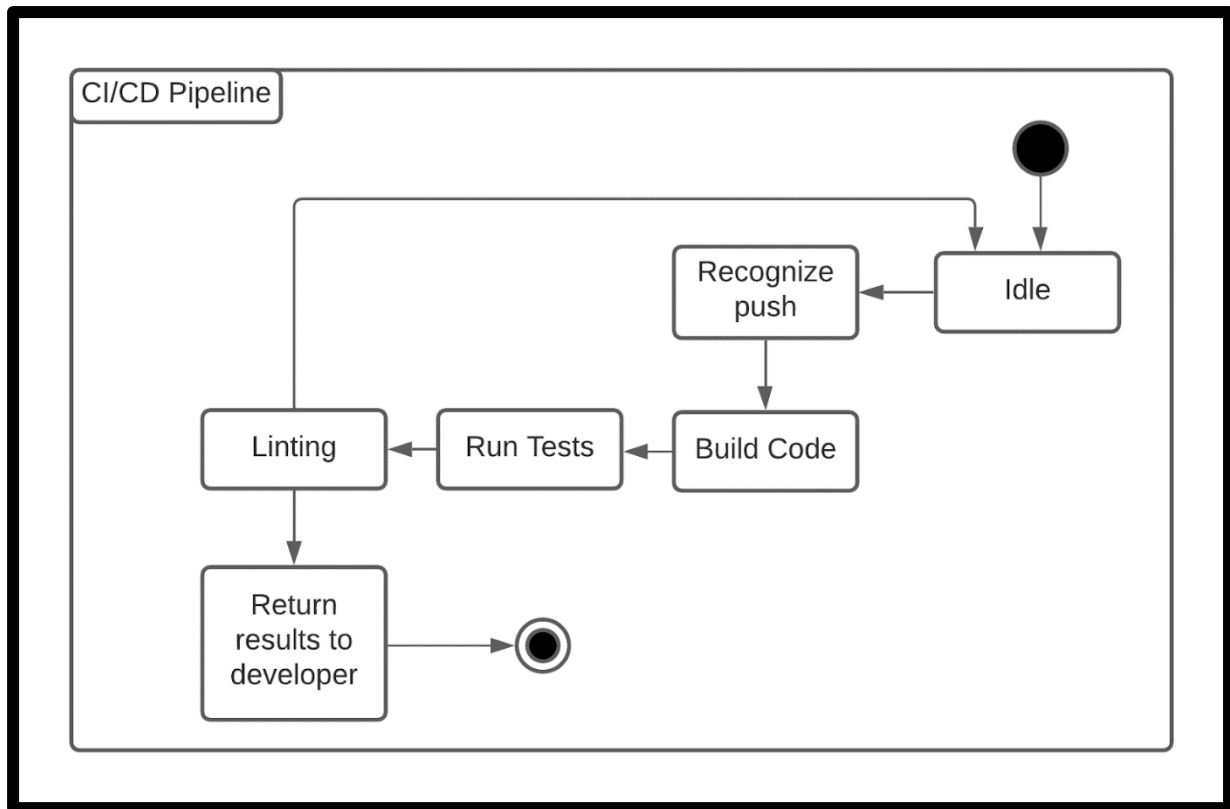 CI/CD Pipeline
Recognize
push
Idle
Linting
Run Tests
Build Code
Return
results to
developer